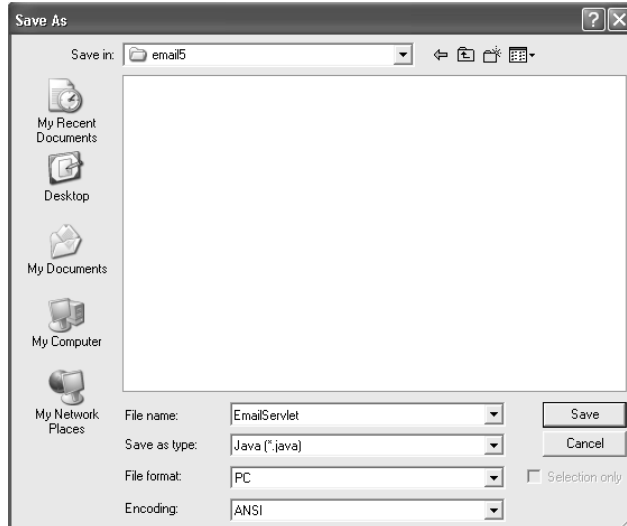 Save As
Save in: email5
My Recent
Documents
Desktop
My Documents
My Computer
My Network
Places
File name: EmailServlet Save
Save as type: Java (*.java) Cancel
File format: PC Selection only
Encoding: ANSI